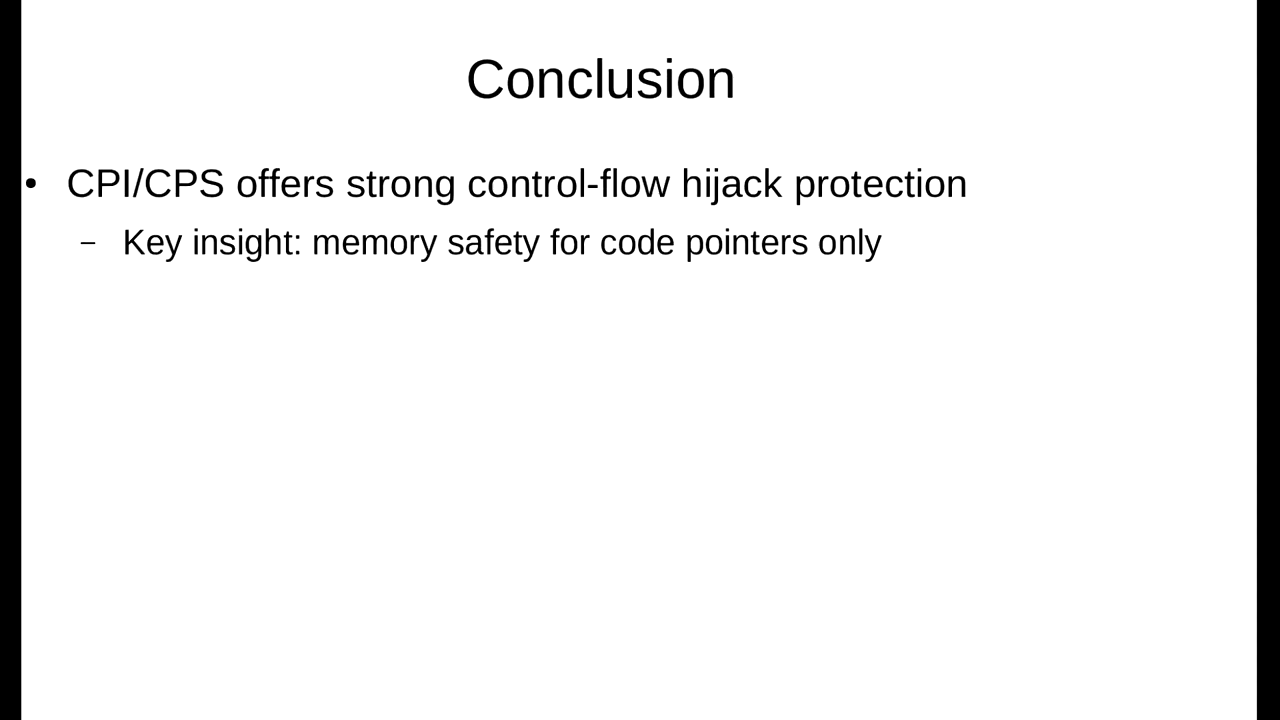 Conclusion
• CPI/CPS offers strong control-flow hijack protection
– Key insight: memory safety for code pointers only